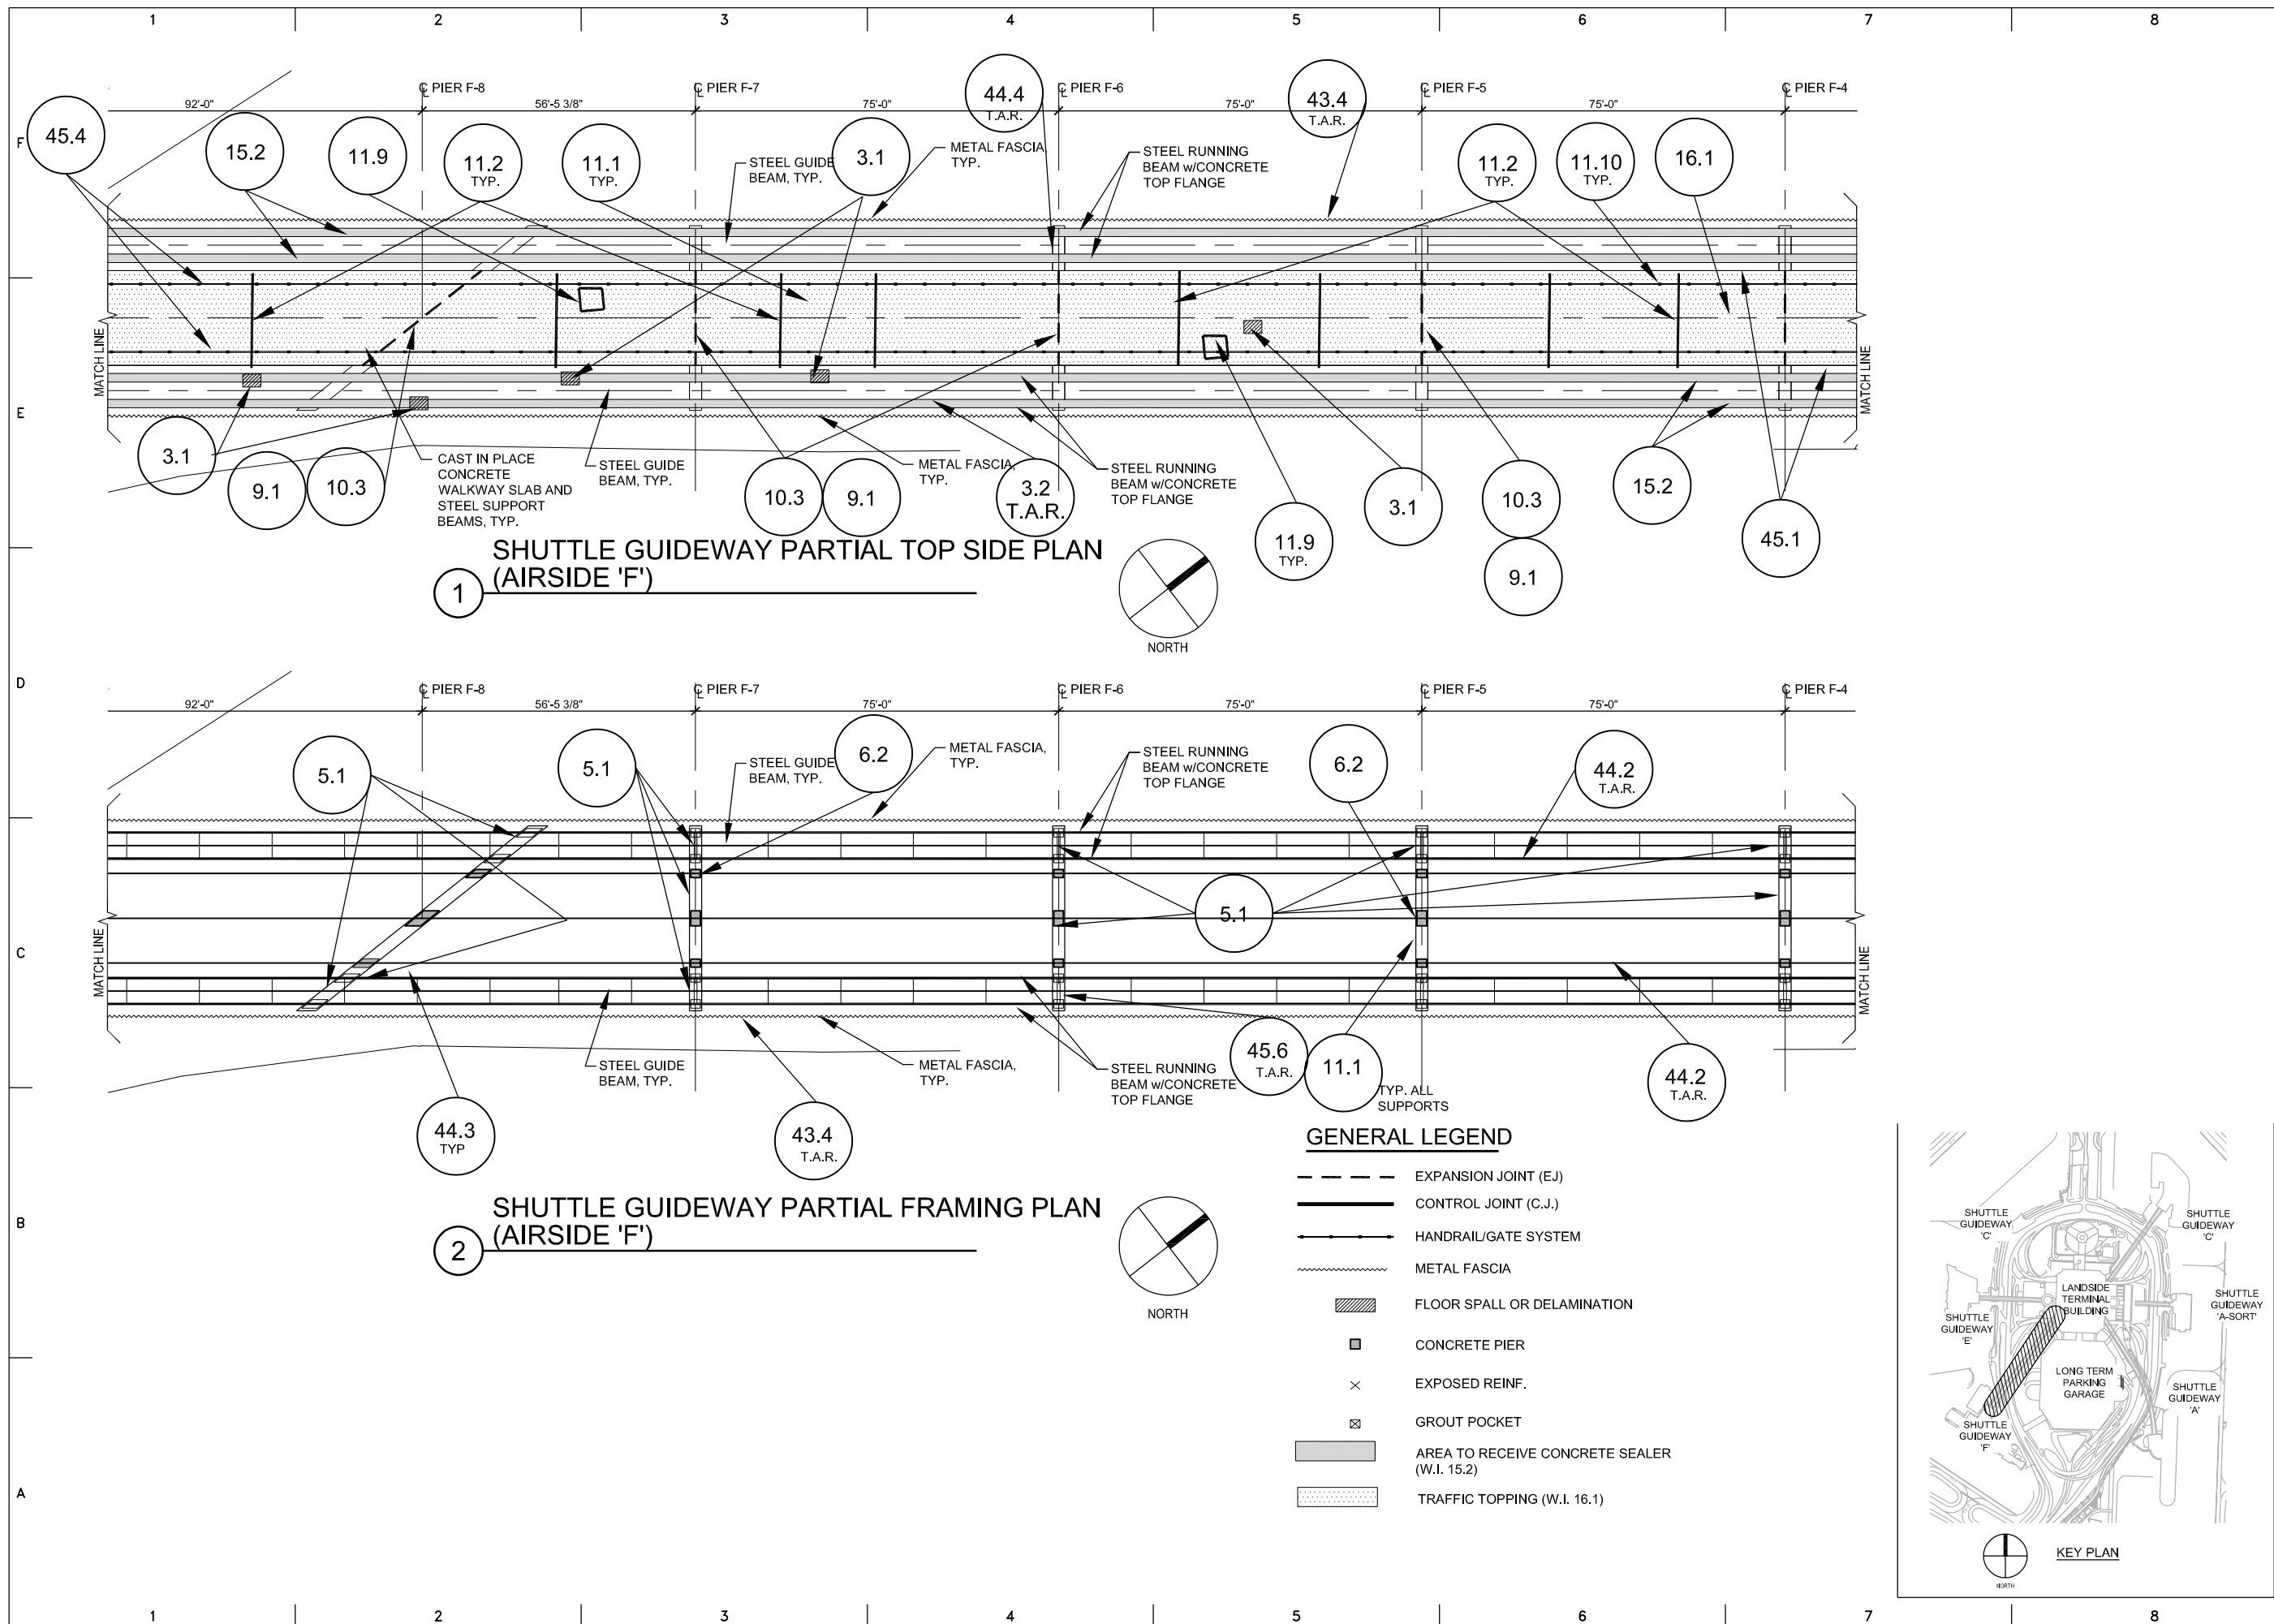 1 2 3 4 5 6 7 8
℄ PIER F-8 ℄ PIER F-7 ℄ PIER F-6 ℄ PIER F-5 ℄ PIER F-4
92'-0" 56'-5 3/8" 75'-0" 75'-0" 75'-0"
F
45.4
15.2
11.9
11.2
TYP.
11.1
TYP.
STEEL GUIDE
BEAM, TYP.
3.1
METAL FASCIA,
TYP.
44.4
T.A.R.
STEEL RUNNING
BEAM w/CONCRETE
TOP FLANGE
43.4
T.A.R.
11.2
TYP.
11.10
TYP.
16.1
MATCH LINE
MATCH LINE
E
3.1
9.1
10.3
CAST IN PLACE
CONCRETE
WALKWAY SLAB AND
STEEL SUPPORT
BEAMS, TYP.
STEEL GUIDE
BEAM, TYP.
10.3
9.1
METAL FASCIA,
TYP.
3.2
T.A.R.
STEEL RUNNING
BEAM w/CONCRETE
TOP FLANGE
11.9
TYP.
3.1
10.3
9.1
15.2
45.1
1
SHUTTLE GUIDEWAY PARTIAL TOP SIDE PLAN
(AIRSIDE 'F')
NORTH
D
℄ PIER F-8 ℄ PIER F-7 ℄ PIER F-6 ℄ PIER F-5 ℄ PIER F-4
92'-0" 56'-5 3/8" 75'-0" 75'-0" 75'-0"
5.1
5.1
STEEL GUIDE
BEAM, TYP.
6.2
METAL FASCIA,
TYP.
STEEL RUNNING
BEAM w/CONCRETE
TOP FLANGE
6.2
44.2
T.A.R.
5.1
C
MATCH LINE
MATCH LINE
44.3
TYP
STEEL GUIDE
BEAM, TYP.
43.4
T.A.R.
METAL FASCIA,
TYP.
STEEL RUNNING
BEAM w/CONCRETE
TOP FLANGE
45.6
T.A.R.
11.1
TYP. ALL
SUPPORTS
44.2
T.A.R.
2
SHUTTLE GUIDEWAY PARTIAL FRAMING PLAN
(AIRSIDE 'F')
NORTH
B
GENERAL LEGEND
EXPANSION JOINT (EJ)
CONTROL JOINT (C.J.)
HANDRAIL/GATE SYSTEM
METAL FASCIA
FLOOR SPALL OR DELAMINATION
CONCRETE PIER
EXPOSED REINF.
GROUT POCKET
AREA TO RECEIVE CONCRETE SEALER
(W.I. 15.2)
TRAFFIC TOPPING (W.I. 16.1)
A
SHUTTLE
GUIDEWAY
'C'
SHUTTLE
GUIDEWAY
'C'
LANDSIDE
TERMINAL
BUILDING
SHUTTLE
GUIDEWAY
'A-SORT'
SHUTTLE
GUIDEWAY
'E'
LONG TERM
PARKING
GARAGE
SHUTTLE
GUIDEWAY
'A'
SHUTTLE
GUIDEWAY
'F'
NORTH
KEY PLAN
1 2 3 4 5 6 7 8